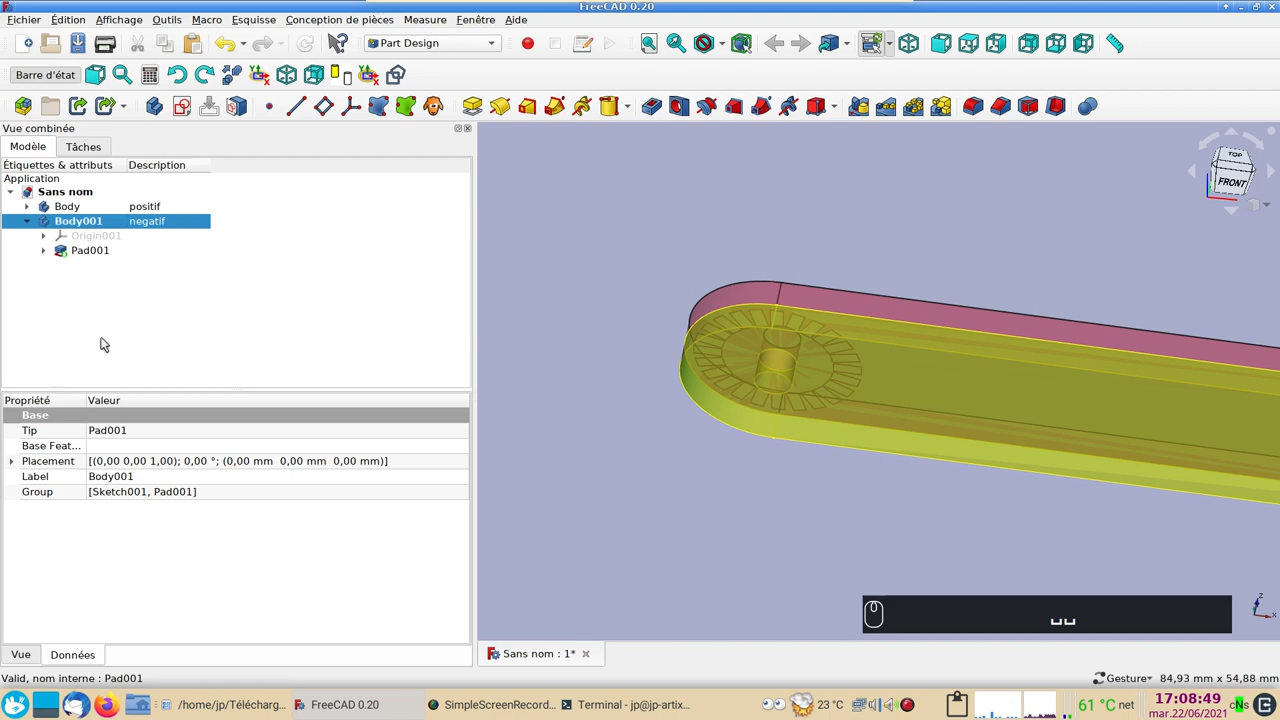 FreeCAD 0.20
Fichier Édition Affichage Outils Macro Esquisse Conception de pièces Measure Fenêtre Aide
Part Design
Barre d'état
Vue combinée
Modèle Tâches
Étiquettes & attributs Description
Application
Sans nom
Body positif
Body001 negatif
Origin001
Pad001
TOP
FRONT
Propriété Valeur
Base
Tip Pad001
Base Feat...
Placement [(0,00 0,00 1,00); 0,00 °; (0,00 mm 0,00 mm 0,00 mm)]
Label Body001
Group [Sketch001, Pad001]
z
x
Vue Données
Sans nom : 1*
Valid, nom interne : Pad001
Gesture 84,93 mm x 54,88 mm
/home/jp/Télécharg... FreeCAD 0.20 SimpleScreenRecord... Terminal - jp@jp-artix... 23 °C 61 °C net 17:08:49
mar.22/06/2021
cNs